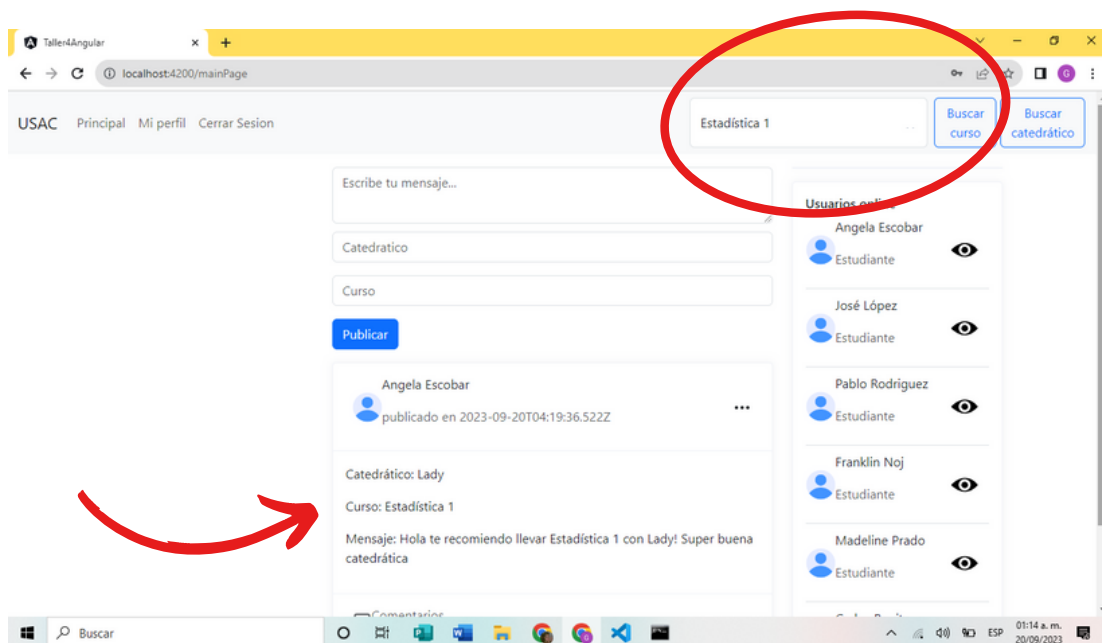 Taller4Angular
localhost:4200/mainPage
G
USAC Principal Mi perfil Cerrar Sesion
Estadística 1
Buscar
curso
Buscar
catedrático
Escribe tu mensaje...
Catedratico
Curso
Publicar
Angela Escobar
publicado en 2023-09-20T04:19:36.522Z
Catedrático: Lady
Curso: Estadística 1
Mensaje: Hola te recomiendo llevar Estadística 1 con Lady! Super buena
catedrática
Comentarios
Usuarios online
Angela Escobar
Estudiante
José López
Estudiante
Pablo Rodriguez
Estudiante
Franklin Noj
Estudiante
Madeline Prado
Estudiante
Buscar
ESP
01:14 a. m.
20/09/2023